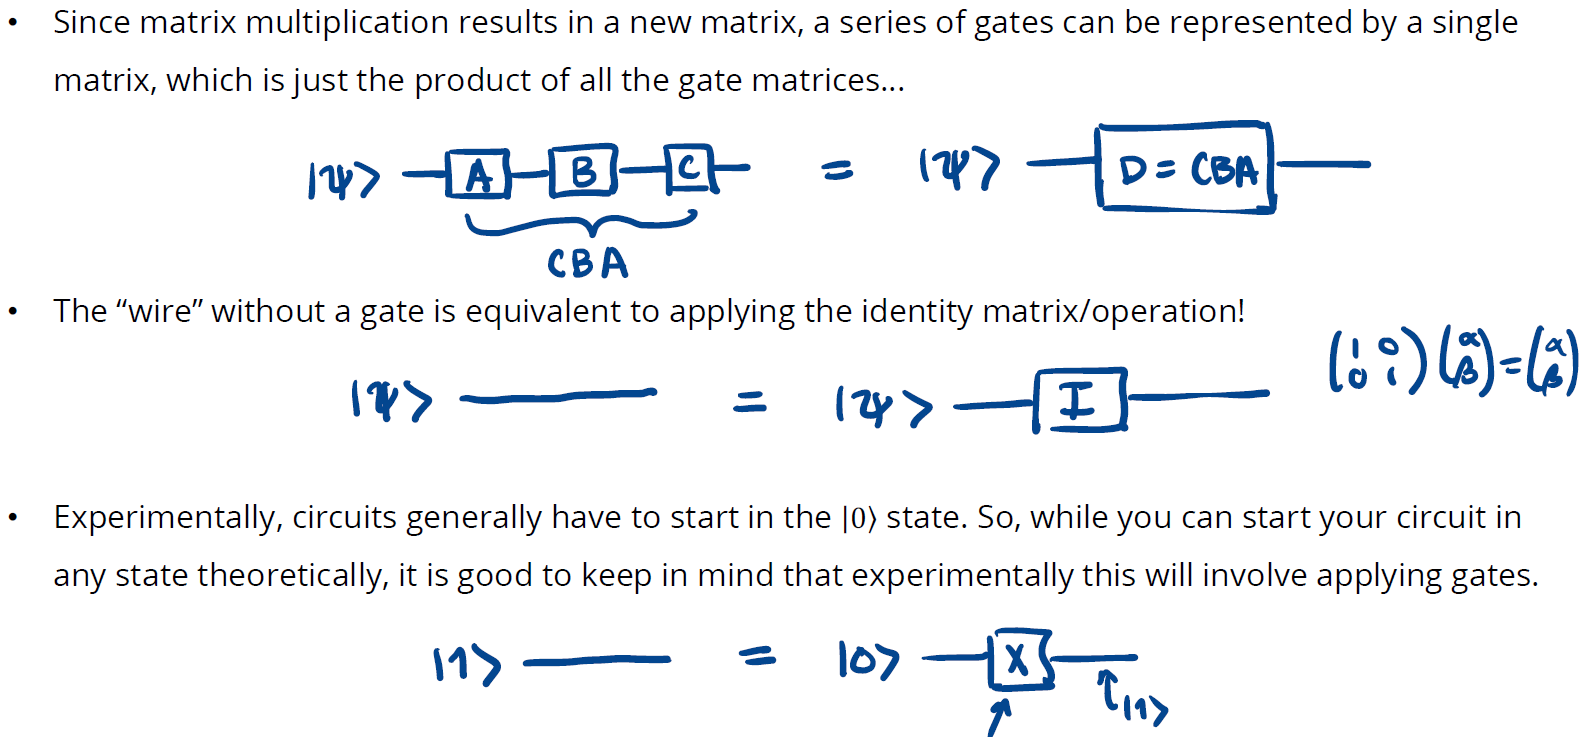 • Since matrix multiplication results in a new matrix, a series of gates can be represented by a single
matrix, which is just the product of all the gate matrices...
|ψ⟩ A B C = |ψ⟩ D = CBA
CBA
• The “wire” without a gate is equivalent to applying the identity matrix/operation!
(1 0 0 1) (α β) = (α β)
|ψ⟩ = |ψ⟩ I
• Experimentally, circuits generally have to start in the |0⟩ state. So, while you can start your circuit in
any state theoretically, it is good to keep in mind that experimentally this will involve applying gates.
|1⟩ = |0⟩ X
|1⟩